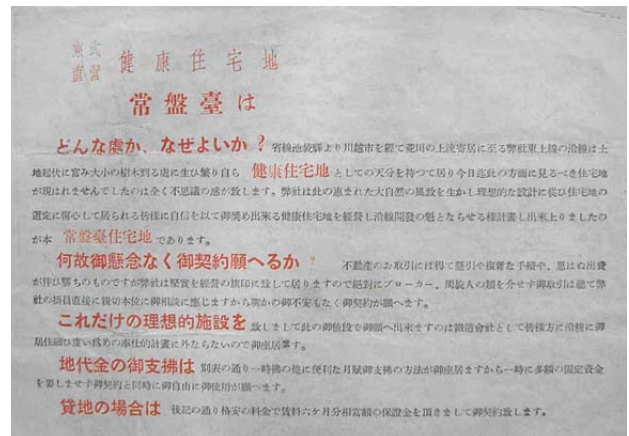 東武
直營 健康住宅地
常盤臺は
どんな處か、なぜよいか？ 省線池袋驛より川越市を經て荒川の上流寄居に至る弊社東上線の沿線は土
地起伏に富み大小の樹木到る處に生ひ繁り自ら 健康住宅地 としての天分を持つて居り今日迄此の方面に見るべき住宅地
が現はれませんでしたのは全く不思議の感が致します。弊社は此の惠まれた大自然の風致を生かし理想的な設計に從ひ住宅地の
選定に腐心して居られる皆樣に自信を以て御奬め出來る健康住宅地を經營し沿線開發の魁とならせる樣計畫し出來上りましたの
が本 常盤臺住宅地 であります。
何故御懸念なく御契約願へるか？ 不動產のお取引には得て懸引や複雜な手續や、思はぬ出費
が伴ひ勝ちのものですが弊社は堅實を經營の旗印に致して居りますので絕對にブローカー、周旋人の類を介せず御取引は總て弊
社の掛員直接に親切本位に御相談に應じますから聊かの御不安もなく御契約が願へます。
これだけの理想的施設を 致しまして此の御値段で御願へ出來ますのは鐵道會社として皆樣方に沿線に御
居住願ひ度い爲めの奉仕的計畫に外ならないので御座居ます。
地代金の御支拂は 別表の通り一時拂の他に便利な月賦御支拂の方法が御座居ますから一時に多額の固定資金
を要しませず御契約と同時に御自由に御使用が願へます。
貸地の場合は 後記の通り格安の料金で賃料六ケ月分相當額の保證金を頂きまして御契約致します。